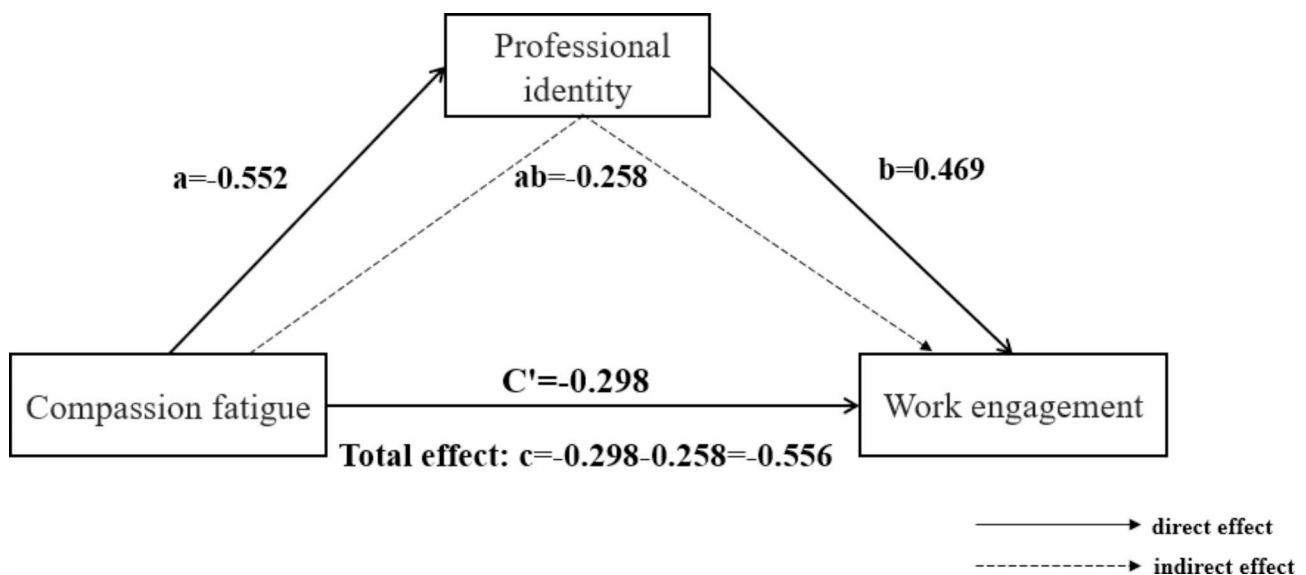 Professional
identity
a=-0.552
ab=-0.258
b=0.469
C'=-0.298
Compassion fatigue
Work engagement
Total effect: c=-0.298-0.258=-0.556
direct effect
indirect effect